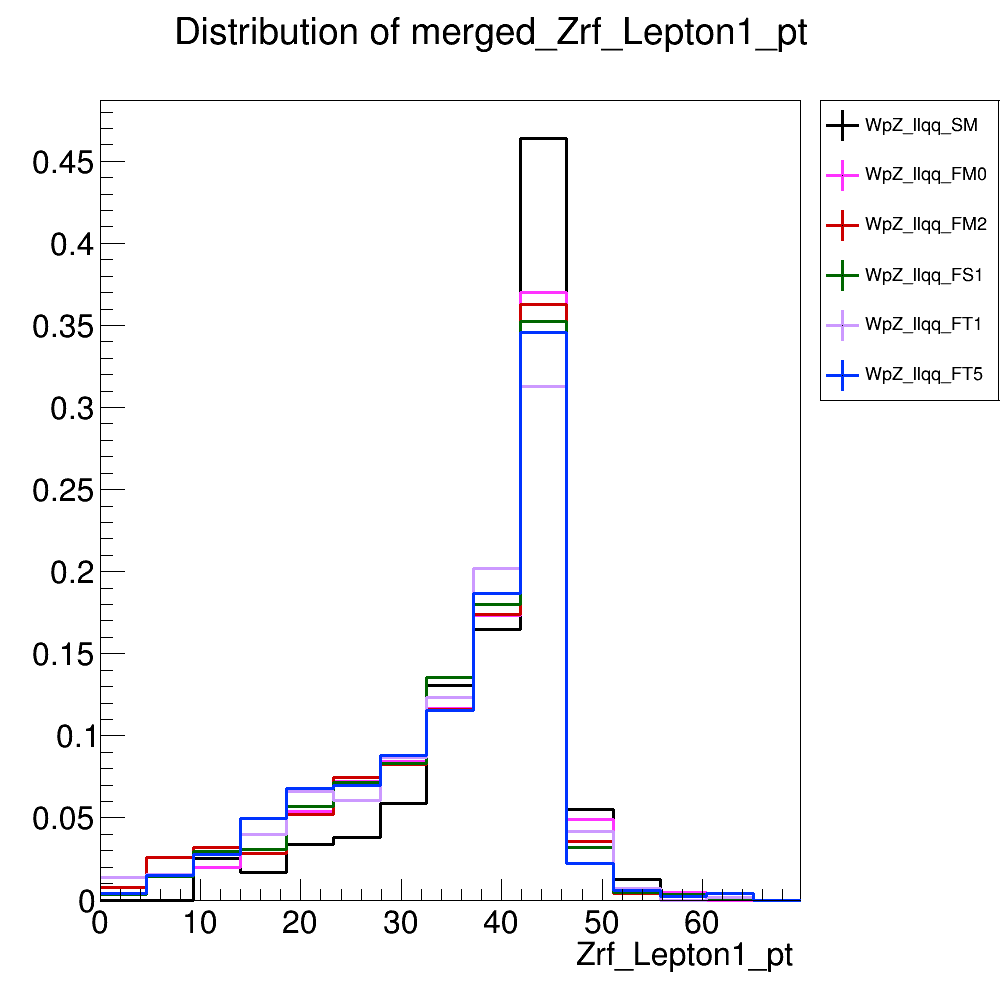 Distribution of merged_Zrf_Lepton1_pt
WpZ_llqq_SM
WpZ_llqq_FM0
WpZ_llqq_FM2
WpZ_llqq_FS1
WpZ_llqq_FT1
WpZ_llqq_FT5
0.45
0.4
0.35
0.3
0.25
0.2
0.15
0.1
0.05
0
0 10 20 30 40 50 60
Zrf_Lepton1_pt